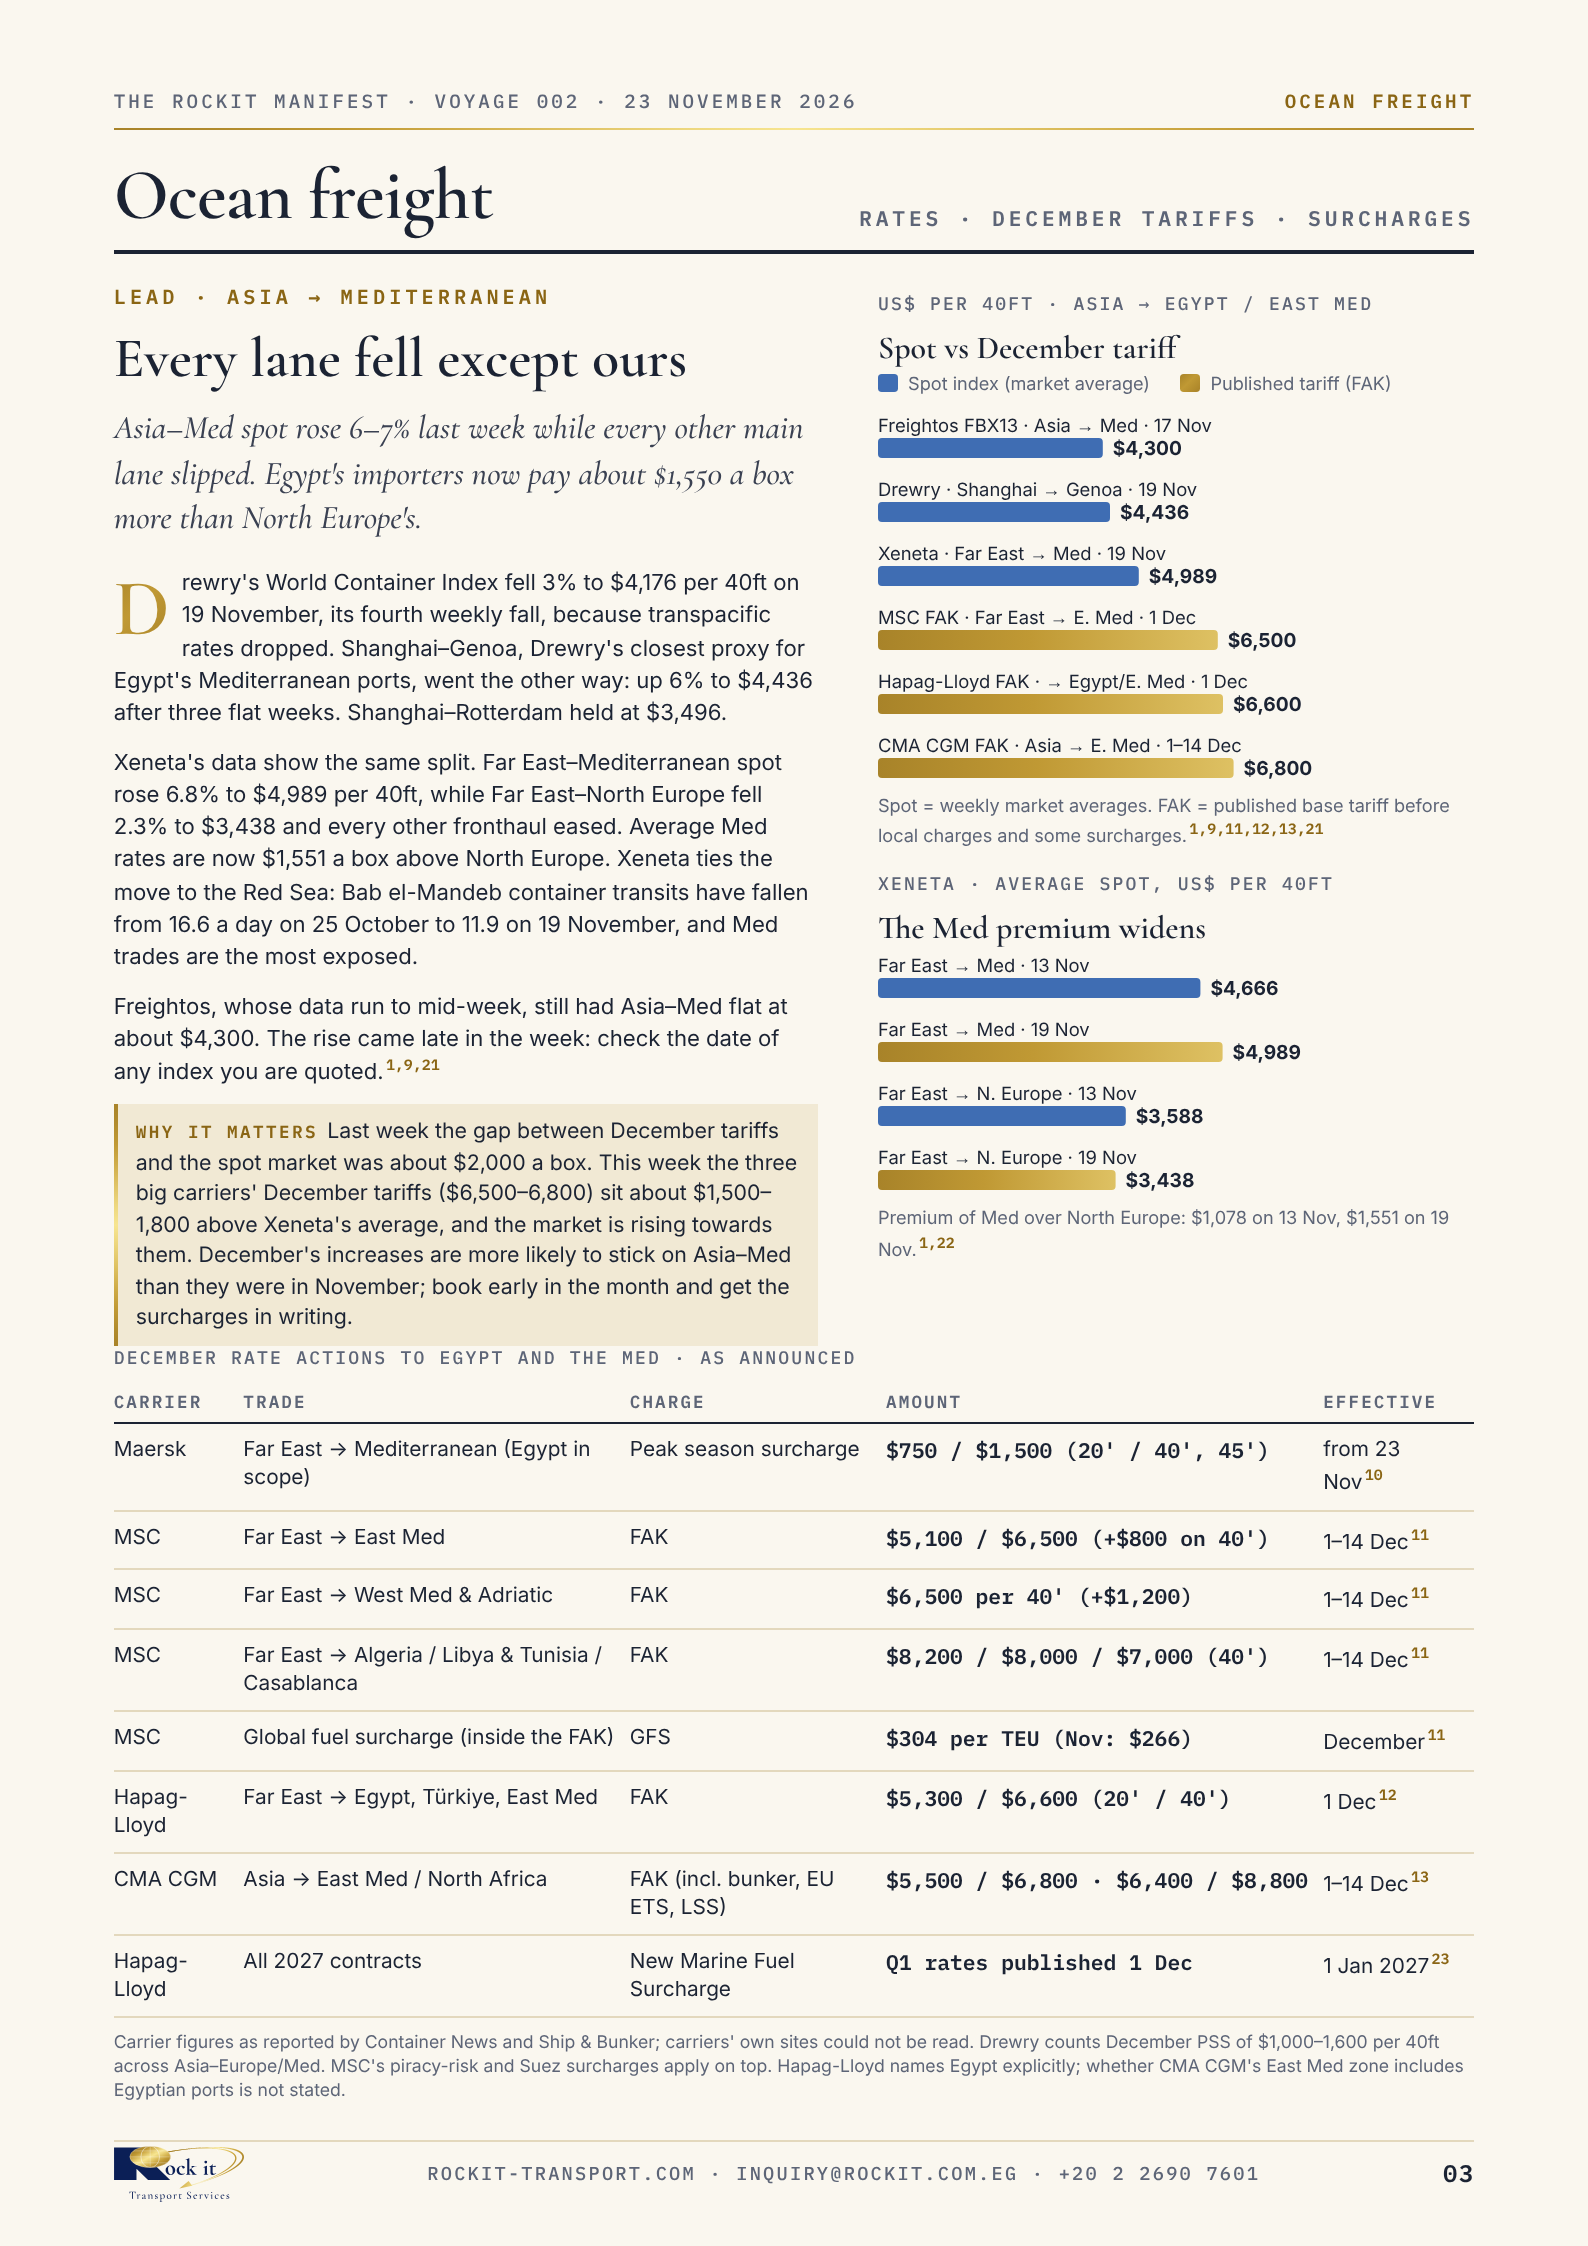 THE ROCKIT MANIFEST · VOYAGE 002 · 23 NOVEMBER 2026
OCEAN FREIGHT
Ocean freight
RATES · DECEMBER TARIFFS · SURCHARGES
LEAD · ASIA → MEDITERRANEAN
Every lane fell except ours
Asia–Med spot rose 6–7% last week while every other main
lane slipped. Egypt's importers now pay about $1,550 a box
more than North Europe's.
Drewry's World Container Index fell 3% to $4,176 per 40ft on
19 November, its fourth weekly fall, because transpacific
rates dropped. Shanghai–Genoa, Drewry's closest proxy for
Egypt's Mediterranean ports, went the other way: up 6% to $4,436
after three flat weeks. Shanghai–Rotterdam held at $3,496.
Xeneta's data show the same split. Far East–Mediterranean spot
rose 6.8% to $4,989 per 40ft, while Far East–North Europe fell
2.3% to $3,438 and every other fronthaul eased. Average Med
rates are now $1,551 a box above North Europe. Xeneta ties the
move to the Red Sea: Bab el-Mandeb container transits have fallen
from 16.6 a day on 25 October to 11.9 on 19 November, and Med
trades are the most exposed.
Freightos, whose data run to mid-week, still had Asia–Med flat at
about $4,300. The rise came late in the week: check the date of
any index you are quoted. 1,9,21
WHY IT MATTERS Last week the gap between December tariffs
and the spot market was about $2,000 a box. This week the three
big carriers' December tariffs ($6,500–6,800) sit about $1,500–
1,800 above Xeneta's average, and the market is rising towards
them. December's increases are more likely to stick on Asia–Med
than they were in November; book early in the month and get the
surcharges in writing.
US$ PER 40FT · ASIA → EGYPT / EAST MED
Spot vs December tariff
Spot index (market average)
Published tariff (FAK)
Freightos FBX13 · Asia → Med · 17 Nov
$4,300
Drewry · Shanghai → Genoa · 19 Nov
$4,436
Xeneta · Far East → Med · 19 Nov
$4,989
MSC FAK · Far East → E. Med · 1 Dec
$6,500
Hapag-Lloyd FAK · → Egypt/E. Med · 1 Dec
$6,600
CMA CGM FAK · Asia → E. Med · 1–14 Dec
$6,800
Spot = weekly market averages. FAK = published base tariff before
local charges and some surcharges. 1,9,11,12,13,21
XENETA · AVERAGE SPOT, US$ PER 40FT
The Med premium widens
Far East → Med · 13 Nov
$4,666
Far East → Med · 19 Nov
$4,989
Far East → N. Europe · 13 Nov
$3,588
Far East → N. Europe · 19 Nov
$3,438
Premium of Med over North Europe: $1,078 on 13 Nov, $1,551 on 19
Nov. 1,22
DECEMBER RATE ACTIONS TO EGYPT AND THE MED · AS ANNOUNCED
CARRIER TRADE CHARGE AMOUNT EFFECTIVE
Maersk Far East → Mediterranean (Egypt in Peak season surcharge $750 / $1,500 (20' / 40', 45') from 23
scope) Nov 10
MSC Far East → East Med FAK $5,100 / $6,500 (+$800 on 40') 1–14 Dec 11
MSC Far East → West Med & Adriatic FAK $6,500 per 40' (+$1,200) 1–14 Dec 11
MSC Far East → Algeria / Libya & Tunisia / FAK $8,200 / $8,000 / $7,000 (40') 1–14 Dec 11
Casablanca
MSC Global fuel surcharge (inside the FAK) GFS $304 per TEU (Nov: $266) December 11
Hapag- Far East → Egypt, Türkiye, East Med FAK $5,300 / $6,600 (20' / 40') 1 Dec 12
Lloyd
CMA CGM Asia → East Med / North Africa FAK (incl. bunker, EU $5,500 / $6,800 · $6,400 / $8,800 1–14 Dec 13
ETS, LSS)
Hapag- All 2027 contracts New Marine Fuel Q1 rates published 1 Dec 1 Jan 2027 23
Lloyd Surcharge
Carrier figures as reported by Container News and Ship & Bunker; carriers' own sites could not be read. Drewry counts December PSS of $1,000–1,600 per 40ft
across Asia–Europe/Med. MSC's piracy-risk and Suez surcharges apply on top. Hapag-Lloyd names Egypt explicitly; whether CMA CGM's East Med zone includes
Egyptian ports is not stated.
Rock it
Transport Services
ROCKIT-TRANSPORT.COM · INQUIRY@ROCKIT.COM.EG · +20 2 2690 7601
03